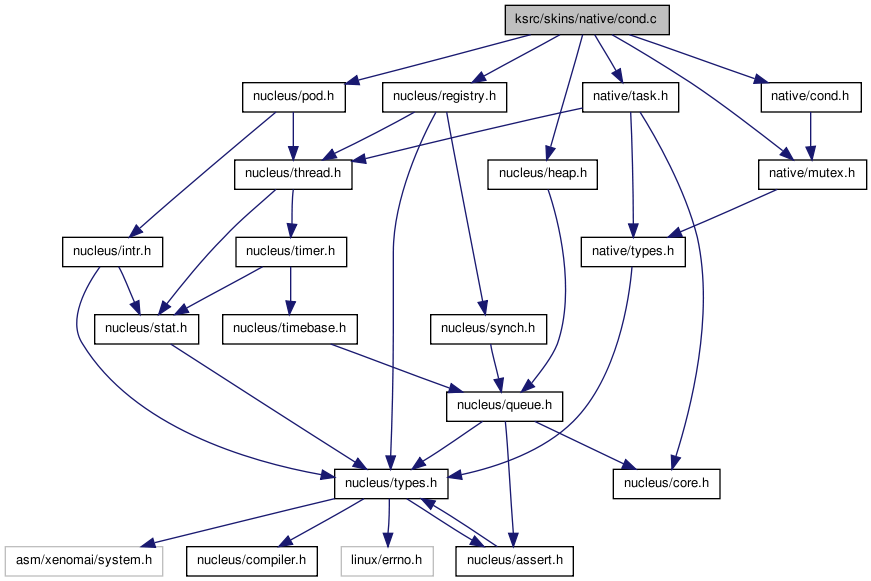 ksrc/skins/native/cond.c
nucleus/pod.h
nucleus/registry.h
native/task.h
native/cond.h
nucleus/thread.h
nucleus/heap.h
native/mutex.h
nucleus/intr.h
nucleus/timer.h
native/types.h
nucleus/stat.h
nucleus/timebase.h
nucleus/synch.h
nucleus/queue.h
nucleus/types.h
nucleus/core.h
asm/xenomai/system.h
nucleus/compiler.h
linux/errno.h
nucleus/assert.h